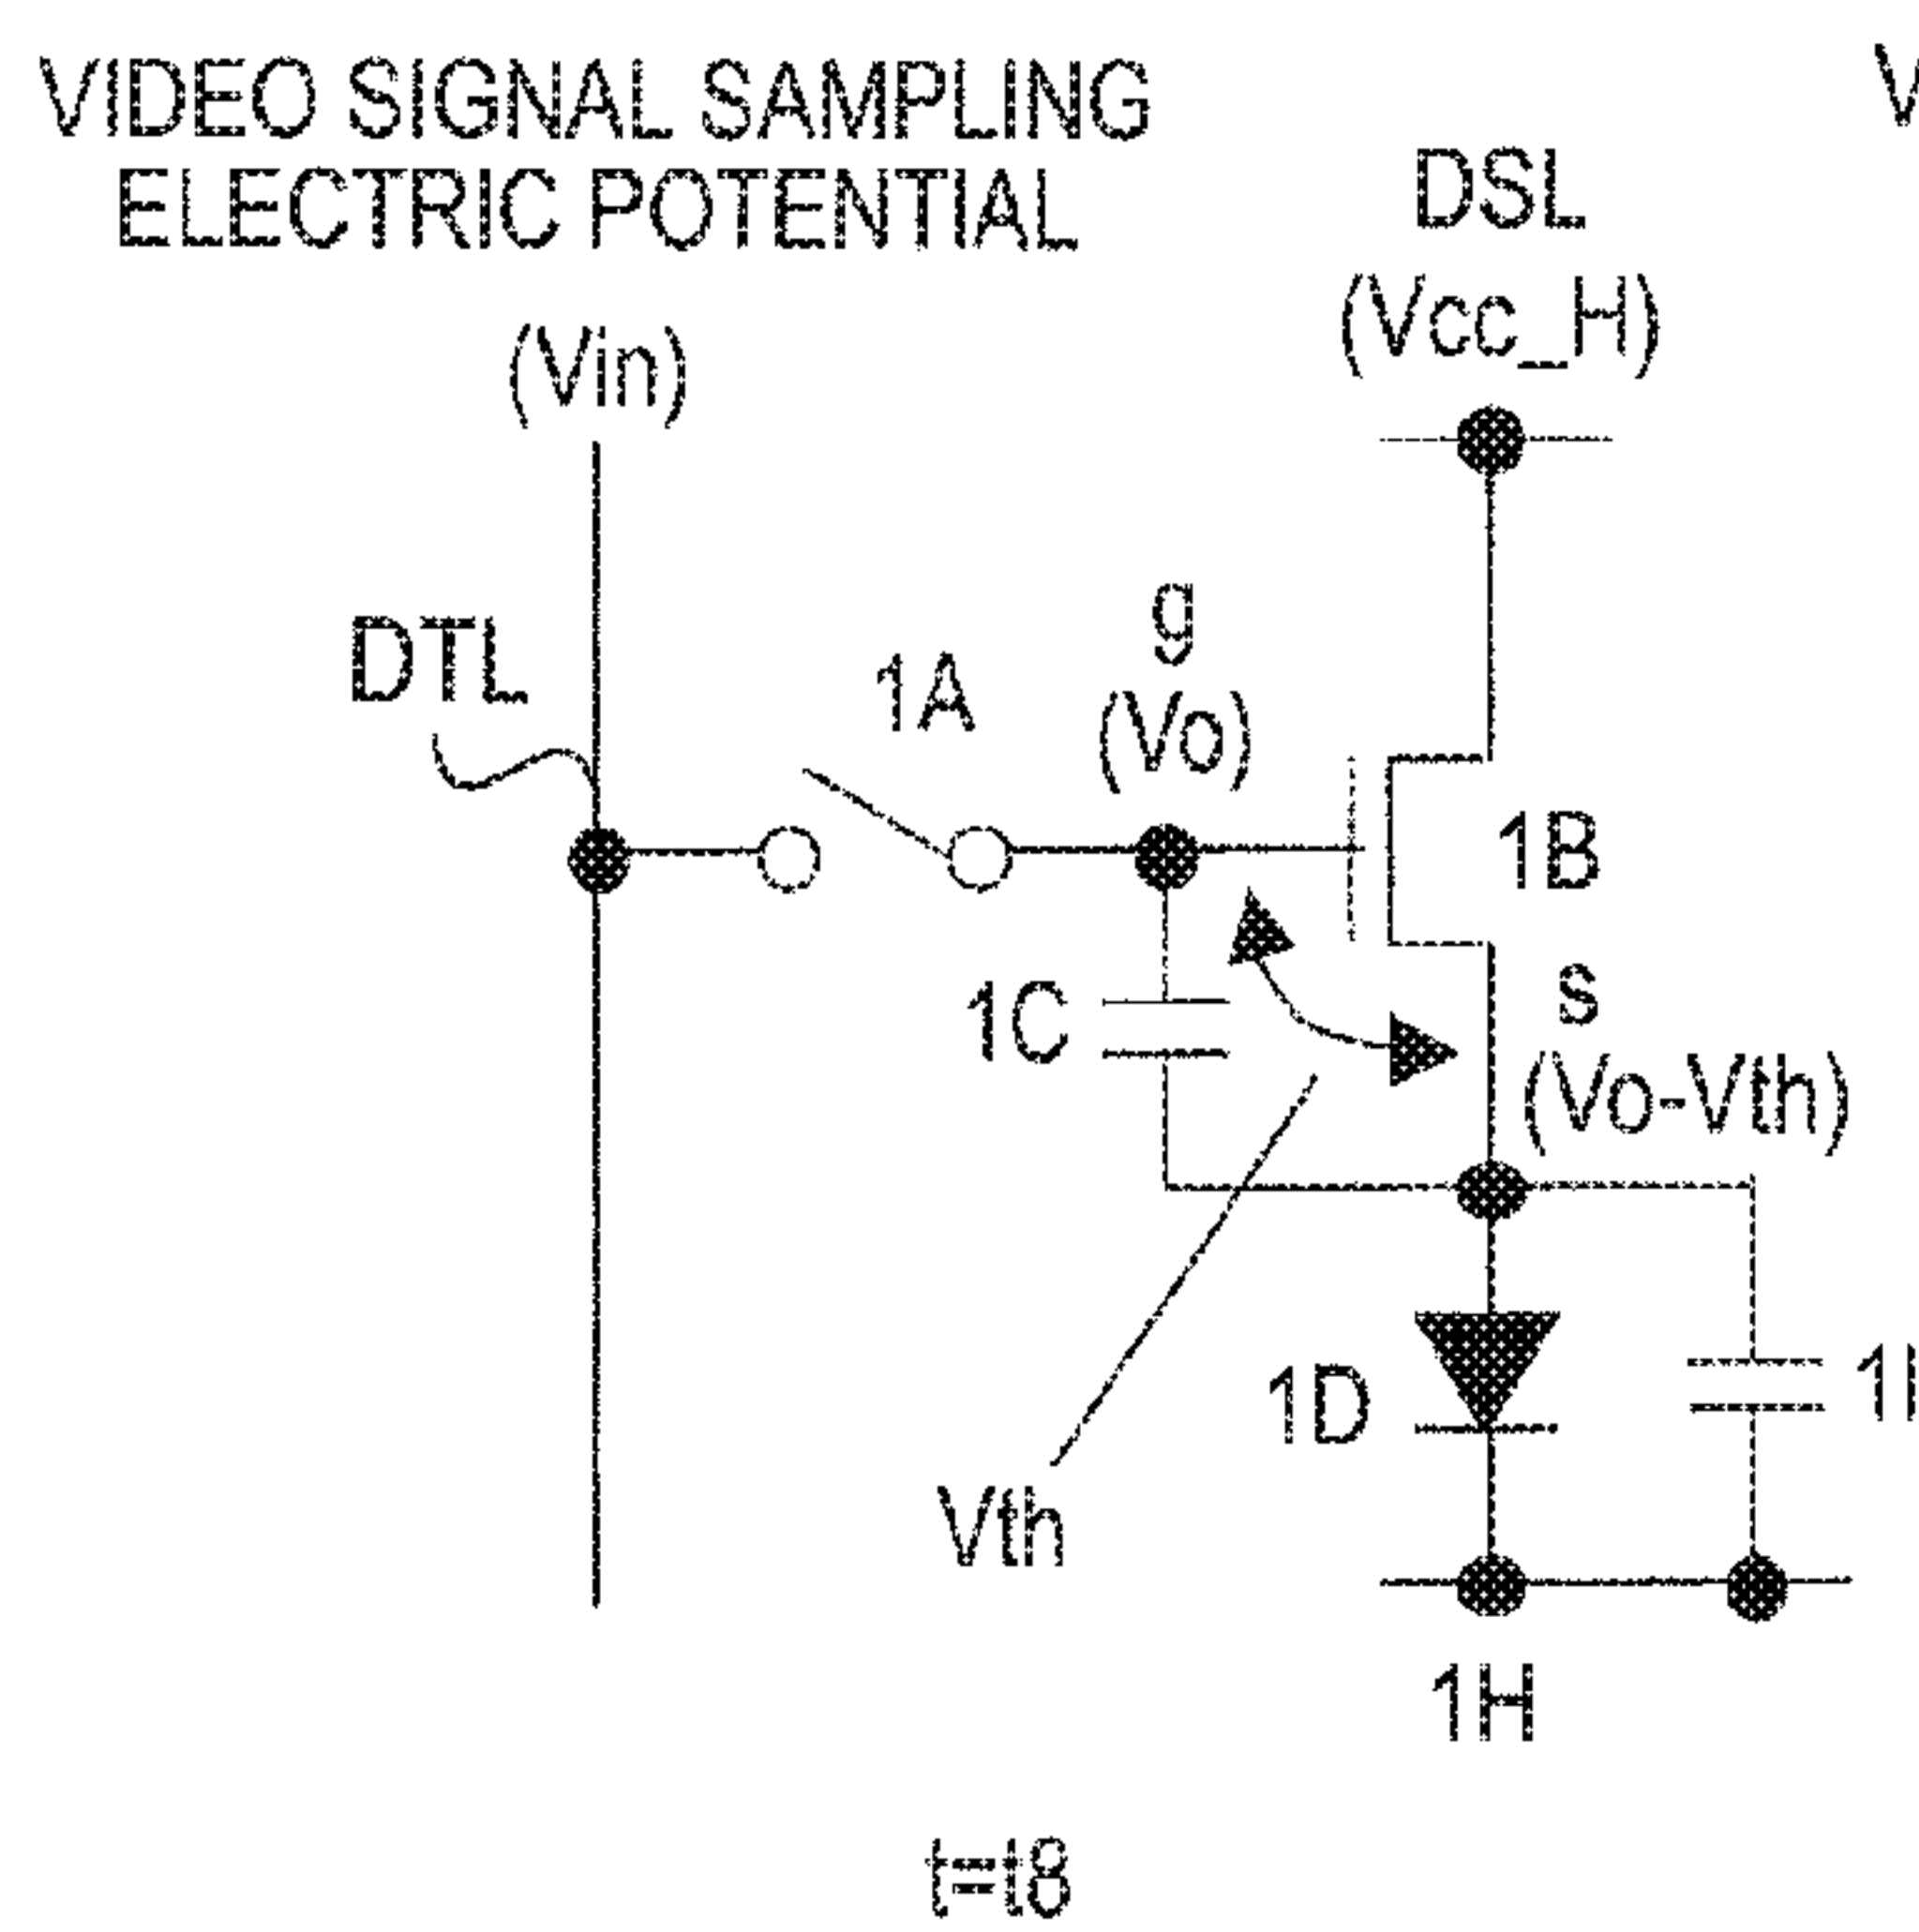 VIDEO SIGNAL SAMPLING
ELECTRIC POTENTIAL
(Vin)
DSL
(Vcc_H)
DTL
1A
g
(Vo)
1B
1C
s
(Vo-Vth)
1D
Vth
1H
t=t8